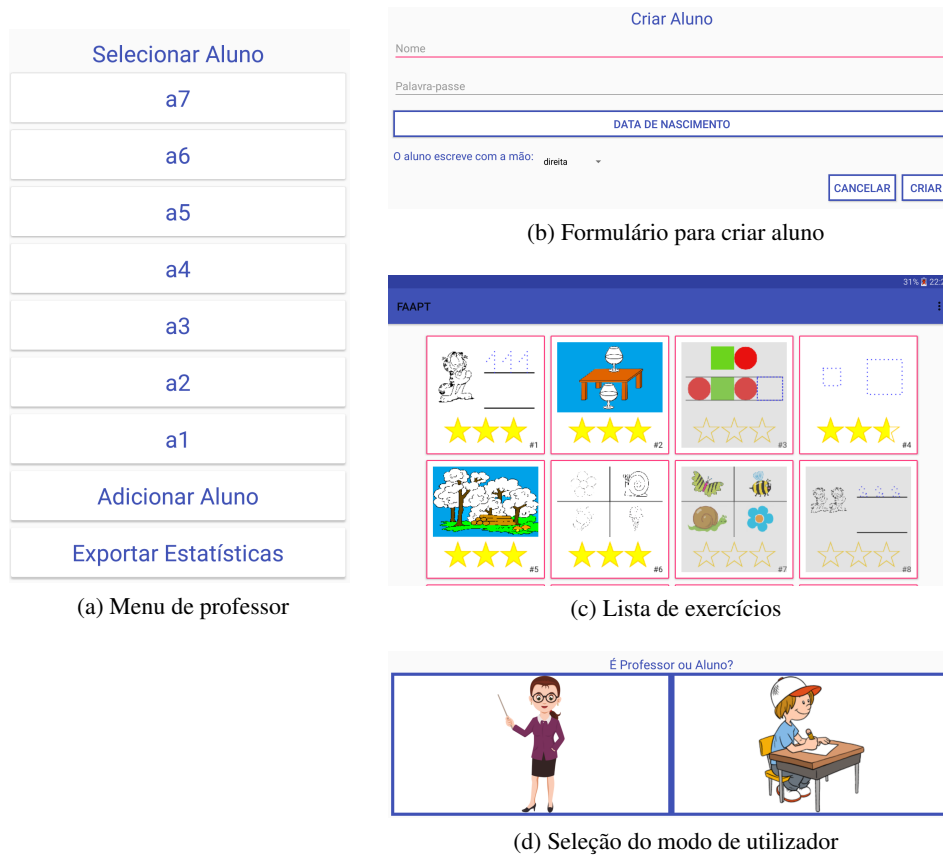 Selecionar Aluno
a7
a6
a5
a4
a3
a2
a1
Adicionar Aluno
Exportar Estatísticas
(a) Menu de professor
Criar Aluno
Nome
Palavra-passe
DATA DE NASCIMENTO
O aluno escreve com a mão: direita
CANCELAR CRIAR
(b) Formulário para criar aluno
31%
FAAPT
111
#1 #2 #3 #4
#5 #6 #7 #8
(c) Lista de exercícios
É Professor ou Aluno?
(d) Seleção do modo de utilizador